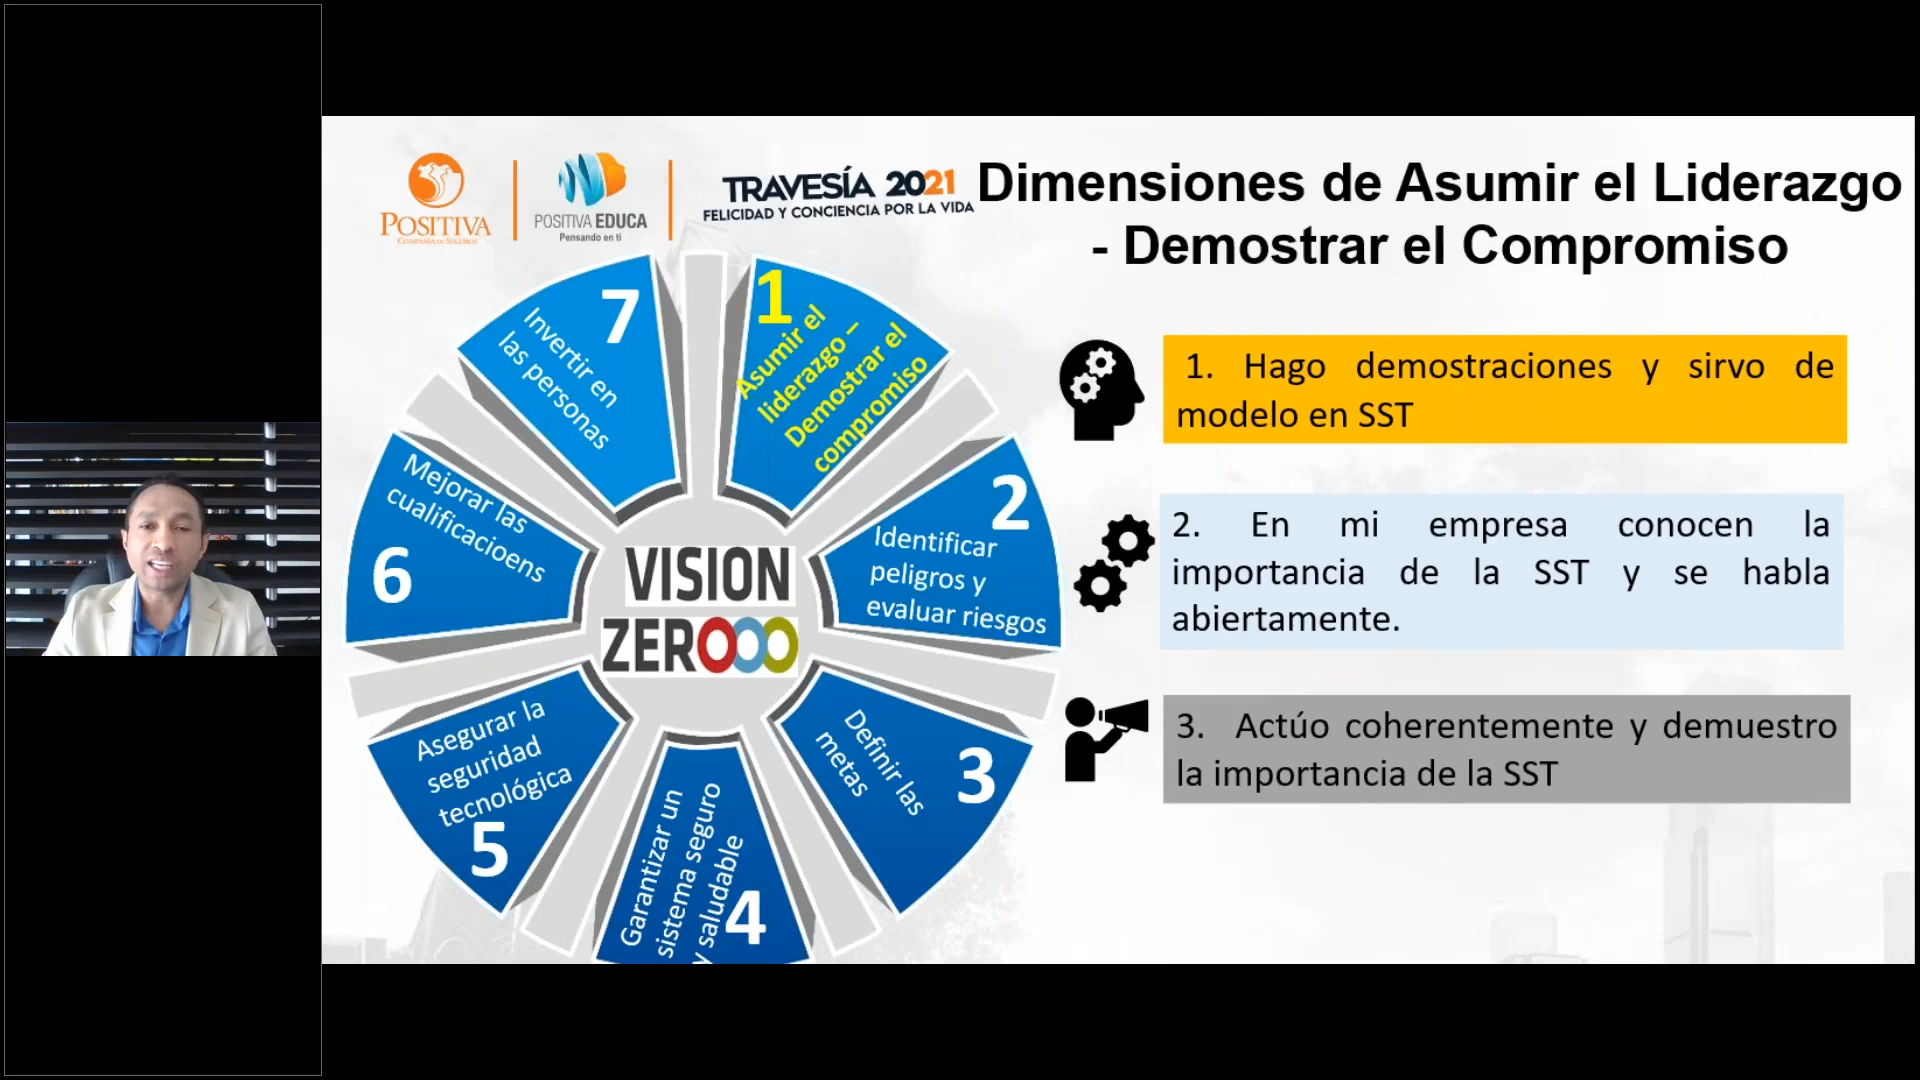 POSITIVA
COMPAÑÍA DE SEGUROS
POSITIVA EDUCA
Pensando en ti
TRAVESÍA 2021
FELICIDAD Y CONCIENCIA POR LA VIDA
Dimensiones de Asumir el Liderazgo
- Demostrar el Compromiso
1
Asumir el
liderazgo –
Demostrar el
compromiso
2
Identificar
peligros y
evaluar riesgos
3
Definir las
metas
4
Garantizar un
sistema seguro
y saludable
5
Asegurar la
seguridad
tecnológica
6
Mejorar las
cualificacioens
7
Invertir en
las personas
VISION
ZEROOO
1. Hago demostraciones y sirvo de
modelo en SST
2. En mi empresa conocen la
importancia de la SST y se habla
abiertamente.
3. Actúo coherentemente y demuestro
la importancia de la SST